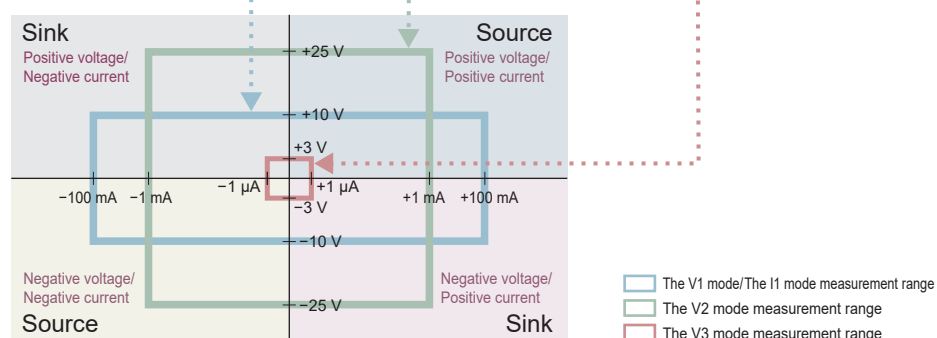 Sink
Positive voltage/
Negative current
Source
Positive voltage/
Positive current
+25 V
+10 V
+3 V
−1 µA
+1 µA
−100 mA
−1 mA
+1 mA
+100 mA
−3 V
−10 V
−25 V
Negative voltage/
Negative current
Source
Negative voltage/
Positive current
Sink
The V1 mode/The I1 mode measurement range
The V2 mode measurement range
The V3 mode measurement range